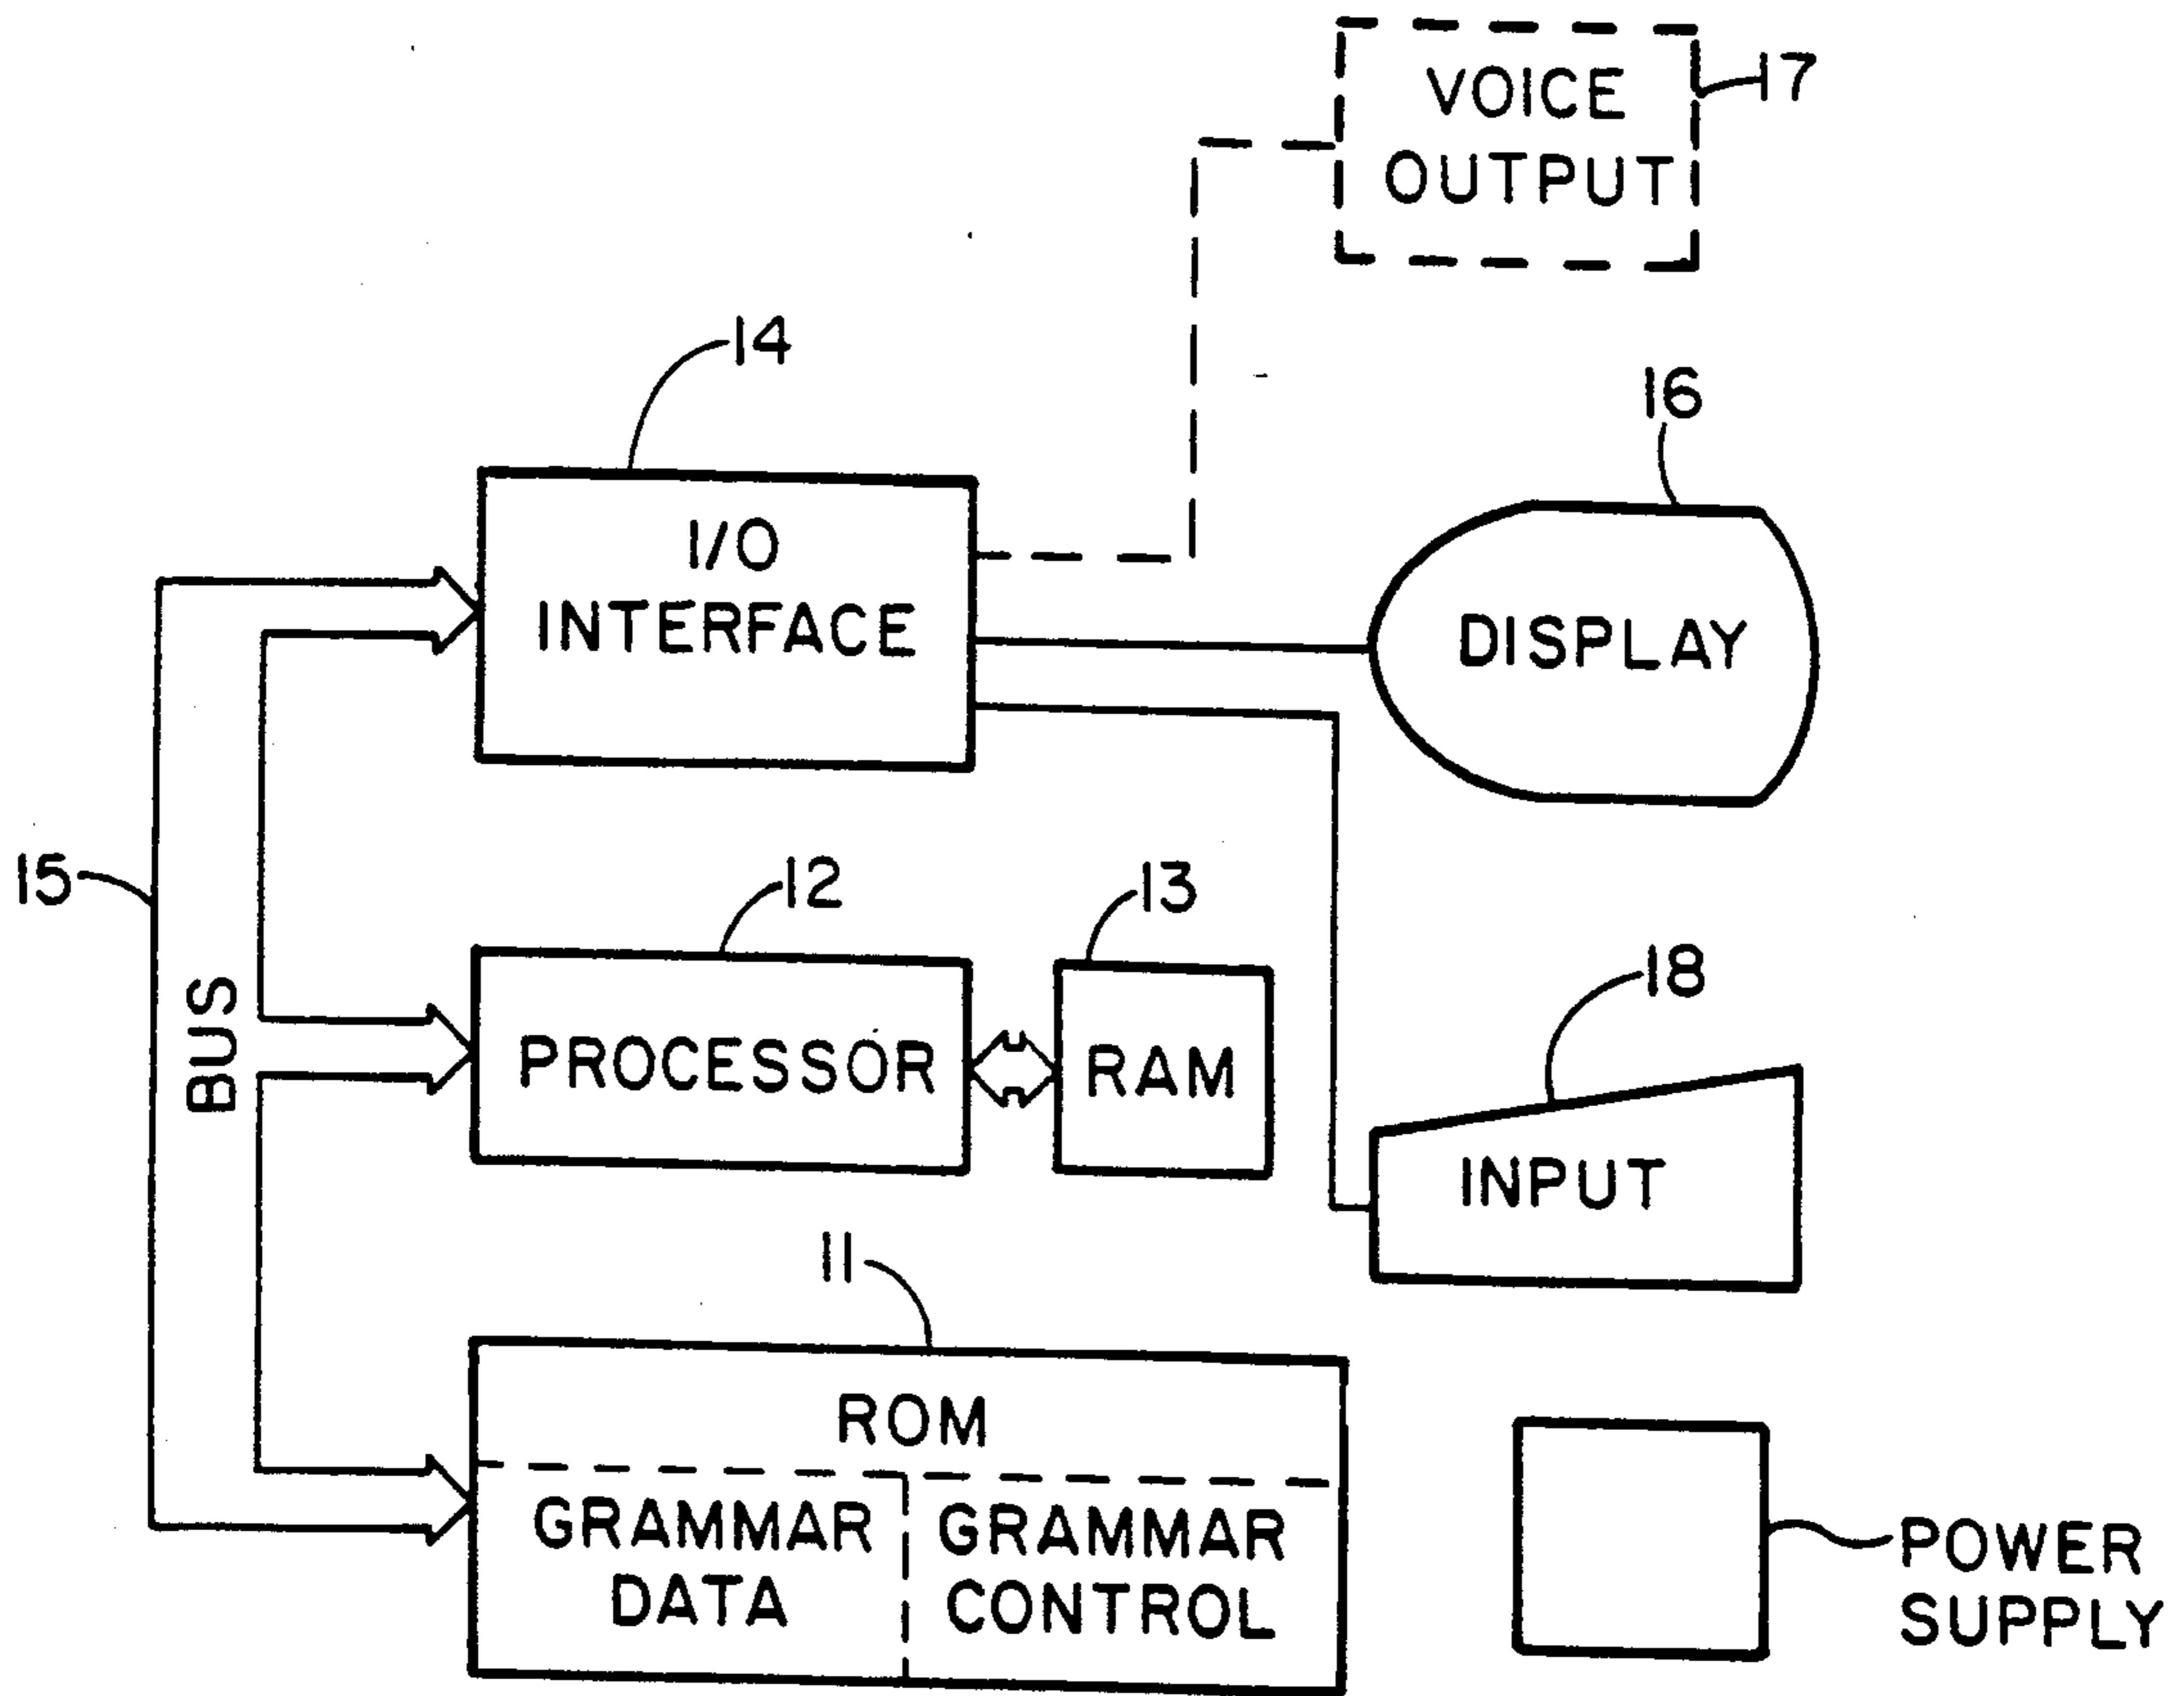 VOICE
OUTPUT
17
14
16
I/O
INTERFACE
DISPLAY
15
12
13
18
BUS
PROCESSOR
RAM
INPUT
11
ROM
GRAMMAR
DATA
GRAMMAR
CONTROL
POWER
SUPPLY